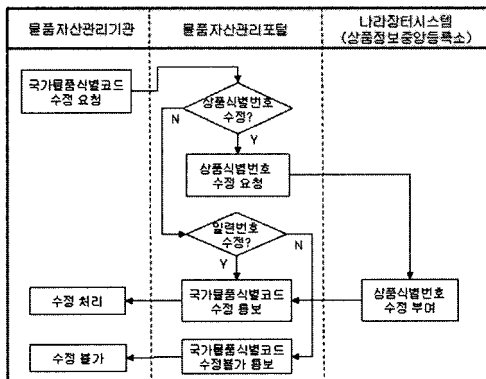 물품자산관리기관
물품자산관리포털
나라장터시스템
(상품정보중앙등록소)
국가물품식별코드
수정 요청
상품식별번호
수정?
N
Y
상품식별번호
수정 요청
일련번호
수정?
N
Y
수정 처리
국가물품식별코드
수정 통보
상품식별번호
수정 부여
수정 불가
국가물품식별코드
수정불가 통보